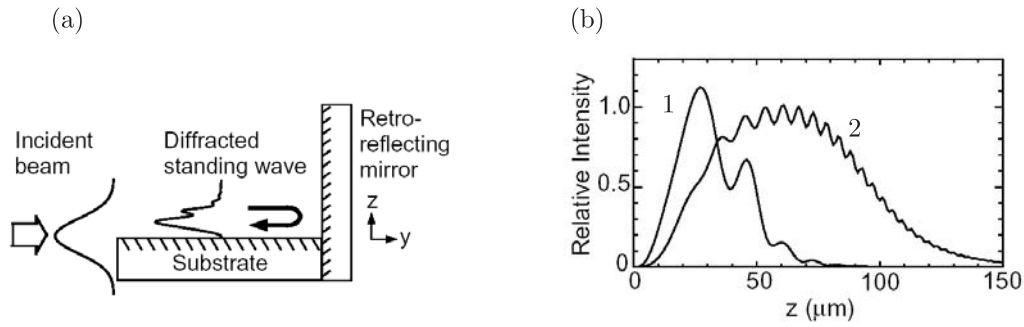 (a)
Incident
beam
Diffracted
standing wave
Retro-
reflecting
mirror
z
y
Substrate
(b)
Relative Intensity
1.0
0.5
0
1
2
0
50
100
150
z (μm)